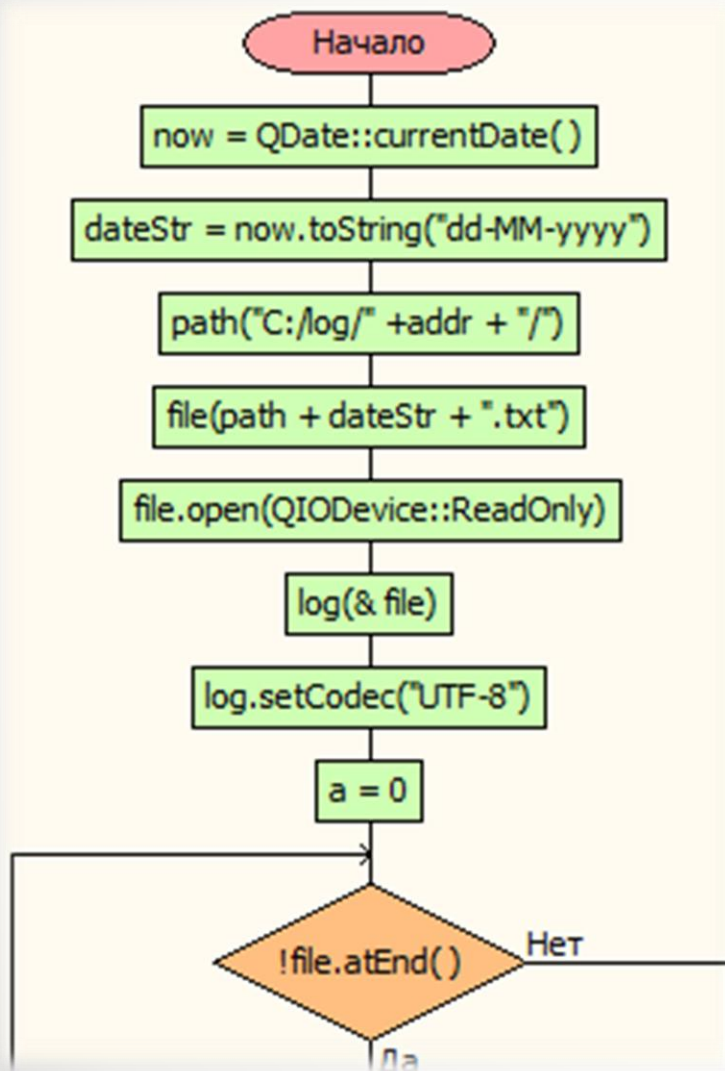 Начало
now = QDate::currentDate()
dateStr = now.toString("dd-MM-yyyy")
path("C:/log/" +addr + "/")
file(path + dateStr + ".txt")
file.open(QIODevice::ReadOnly)
log(& file)
log.setCodec("UTF-8")
a = 0
!file.atEnd()
Нет
Да